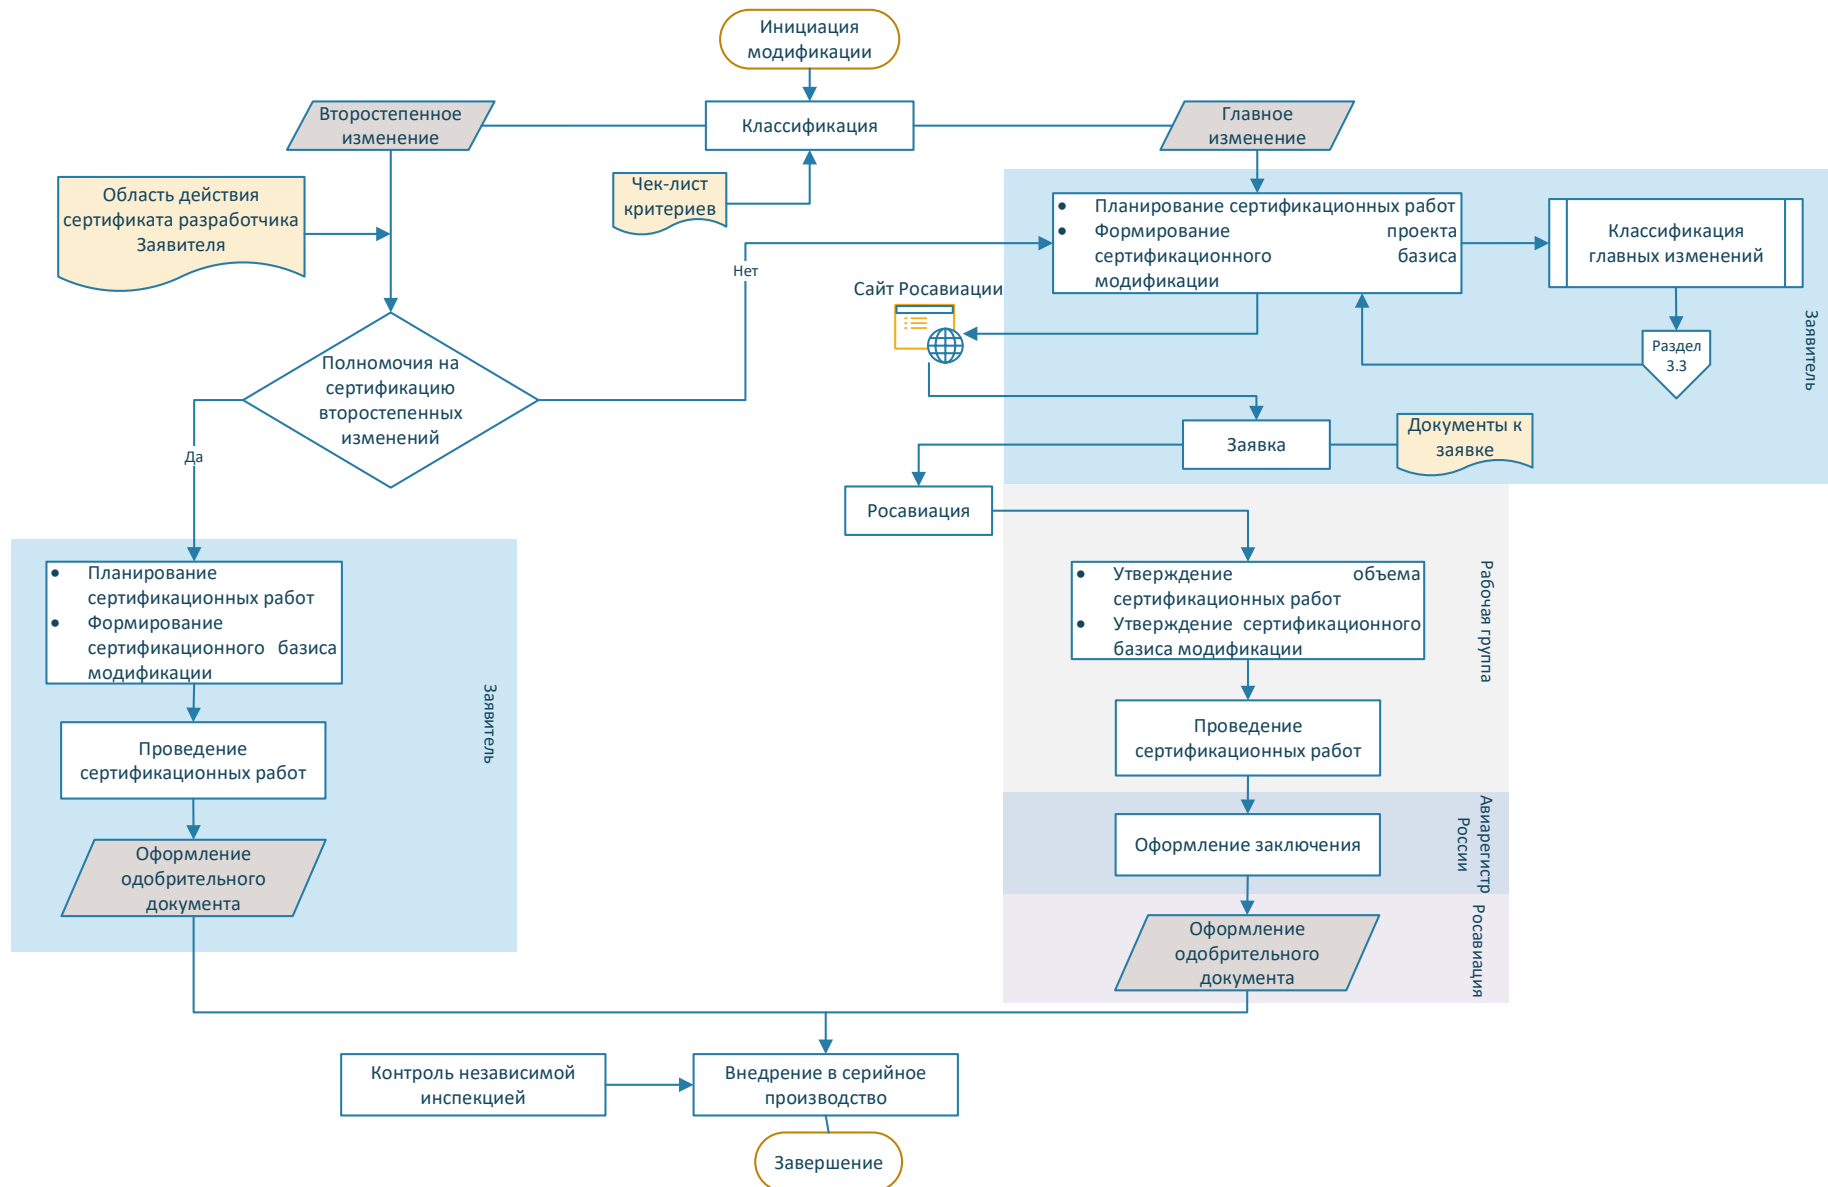 Инициация
модификации
Второстепенное
изменение
Классификация
Главное
изменение
Область действия
сертификата разработчика
Заявителя
Чек-лист
критериев
Планирование сертификационных работ
Формирование проекта
сертификационного базиса
модификации
Классификация
главных изменений
Нет
Сайт Росавиации
Заявитель
Раздел
3.3
Полномочия на
сертификацию
второстепенных
изменений
Да
Заявка
Документы к
заявке
Росавиация
Планирование
сертификационных работ
Формирование
сертификационного базиса
модификации
Утверждение объема
сертификационных работ
Утверждение сертификационного
базиса модификации
Рабочая группа
Заявитель
Проведение
сертификационных работ
Проведение
сертификационных работ
Оформление
одобрительного
документа
Оформление заключения
Авиарегистр
России
Оформление
одобрительного
документа
Росавиация
Контроль независимой
инспекцией
Внедрение в серийное
производство
Завершение